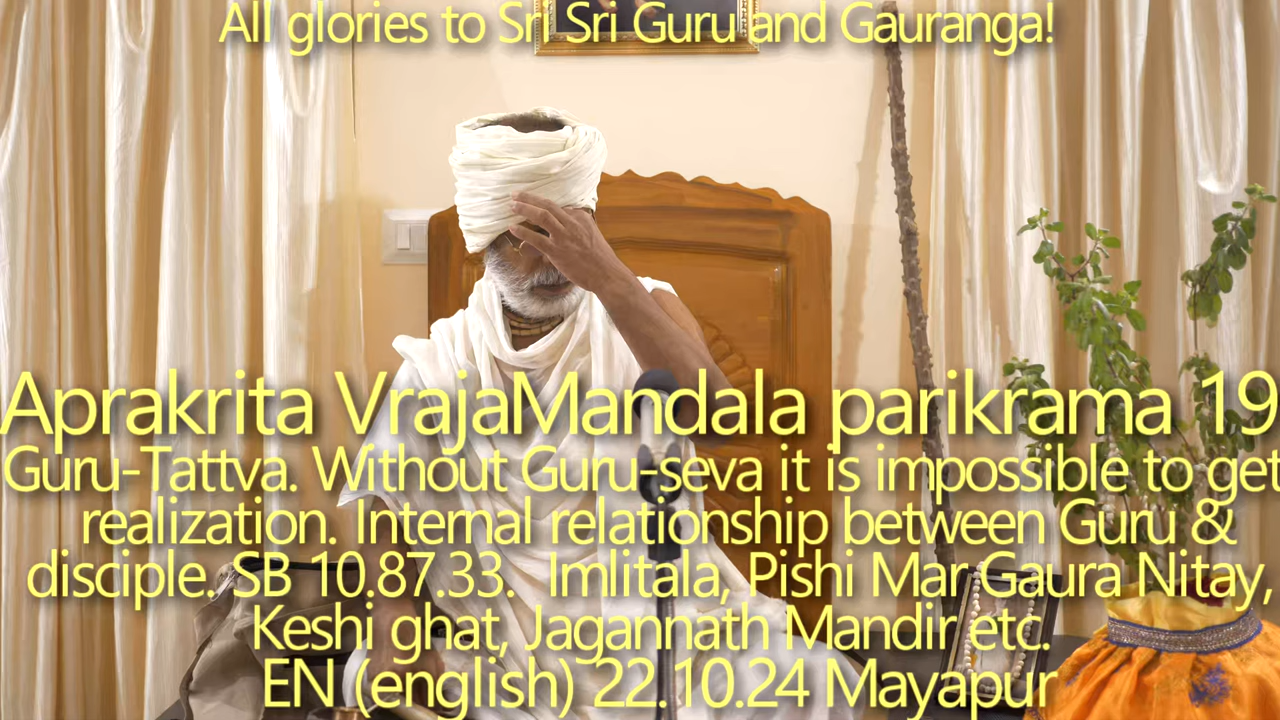 All glories to Sri Sri Guru and Gauranga!
Aprakrita VrajaMandala parikrama 19
Guru-Tattva. Without Guru-seva it is impossible to get
realization. Internal relationship between Guru &
disciple. SB 10.87.33. Imlitala, Pishi Mar Gaura Nitay,
Keshi ghat, Jagannath Mandir etc.
EN (english) 22.10.24 Mayapur